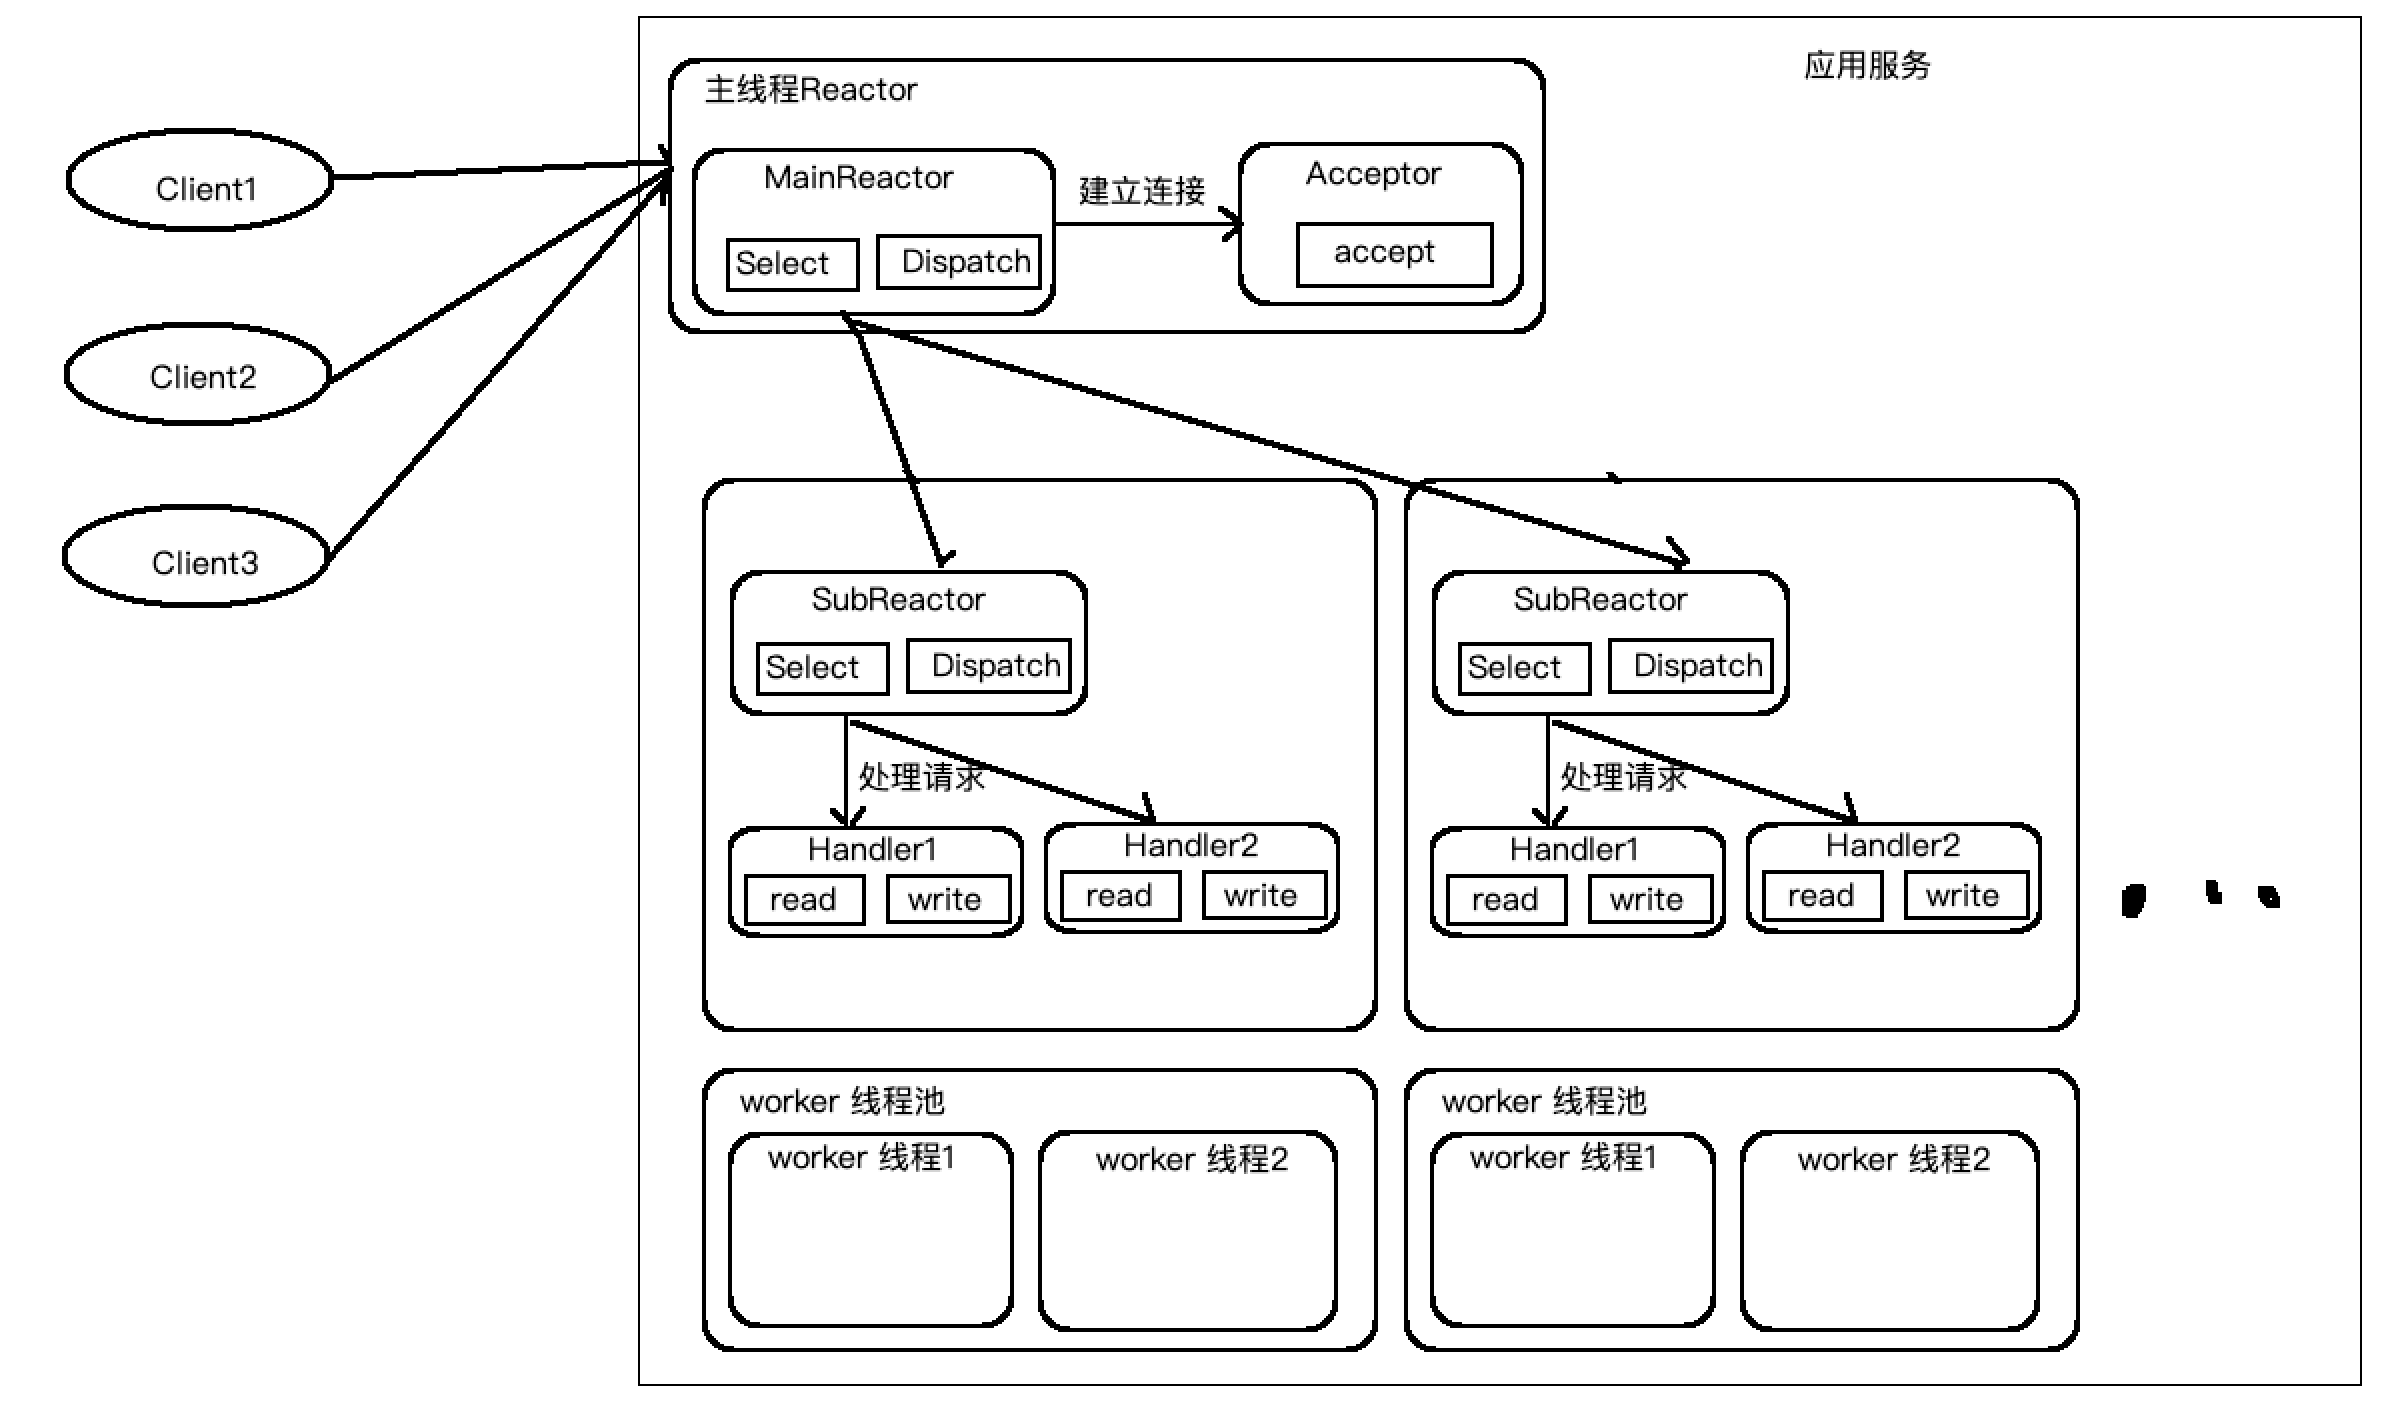 应用服务
主线程Reactor
Client1
Client2
Client3
MainReactor
Select
Dispatch
建立连接
Acceptor
accept
SubReactor
Select
Dispatch
处理请求
Handler1
read
write
Handler2
read
write
SubReactor
Select
Dispatch
处理请求
Handler1
read
write
Handler2
read
write
worker 线程池
worker 线程1
worker 线程2
worker 线程池
worker 线程1
worker 线程2